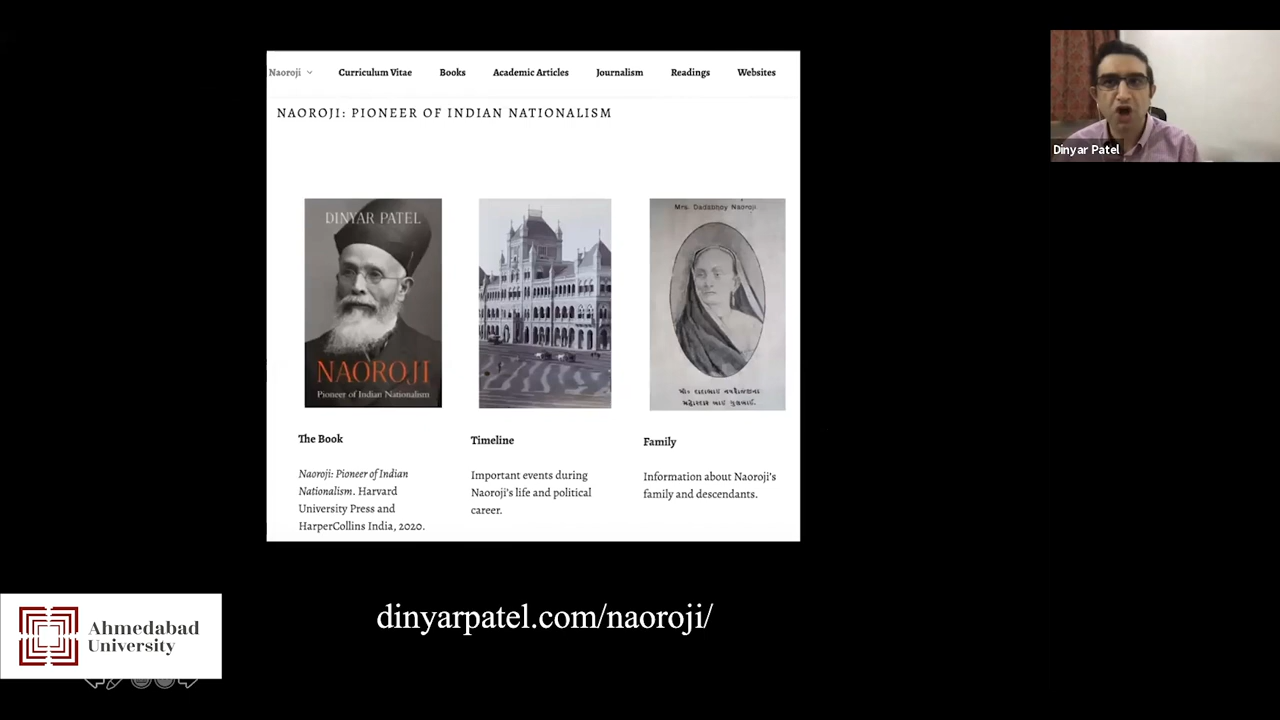 Naoroji
Curriculum Vitae
Books
Academic Articles
Journalism
Readings
Websites
NAOROJI: PIONEER OF INDIAN NATIONALISM
DINYAR PATEL
NAOROJI
Pioneer of Indian Nationalism
Mrs. Dadabhoy Naoroji
The Book
Naoroji: Pioneer of Indian
Nationalism. Harvard
University Press and
HarperCollins India, 2020.
Timeline
Important events during
Naoroji's life and political
career.
Family
Information about Naoroji's
family and descendants.
Dinyar Patel
dinyarpatel.com/naoroji/
Ahmedabad
University